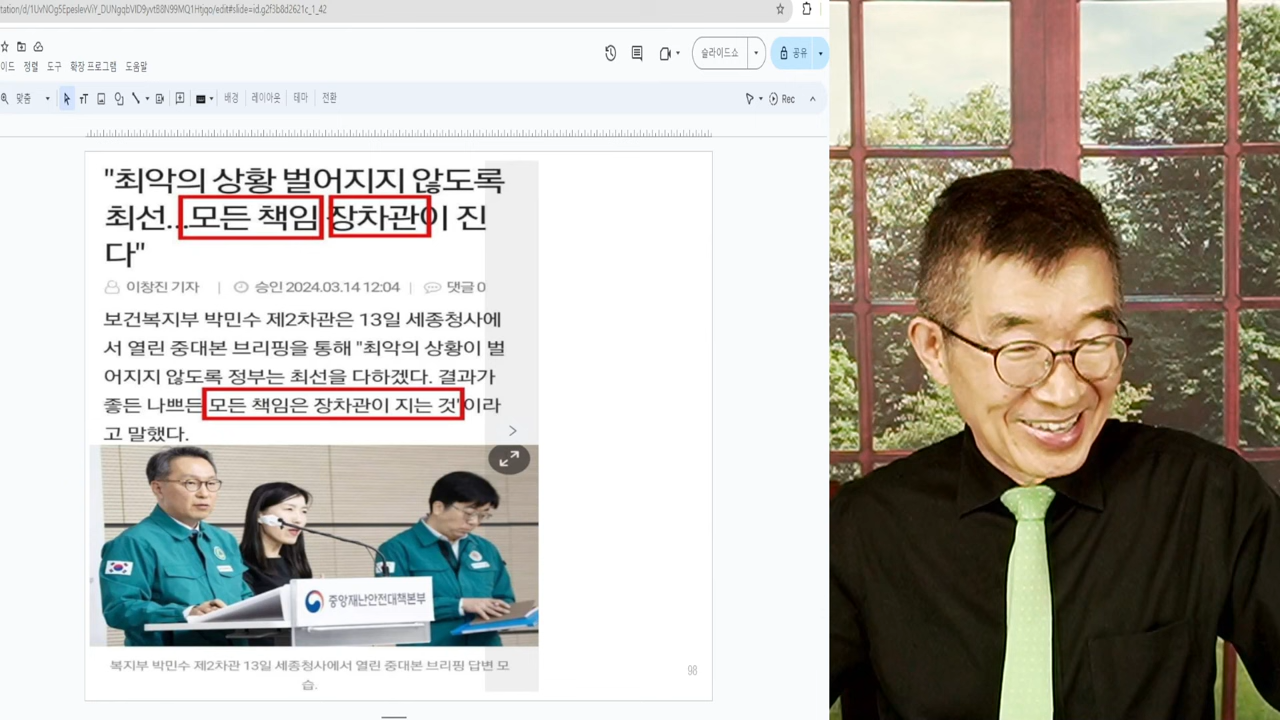 tation/d/1UvNOg5EpeslevViY_DUNgqbVlD9yvtB8N99MQ1Htjqo/edit#slide=id.g2f3b8d2621c_1_42
슬라이드쇼
공유
이드 정렬 도구 확장 프로그램 도움말
맞춤 배경 레이아웃 테마 전환 Rec
"최악의 상황 벌어지지 않도록
최선...모든 책임 장차관이 진
다"
이창진 기자 | 승인 2024.03.14 12:04 | 댓글 0
보건복지부 박민수 제2차관은 13일 세종청사에
서 열린 중대본 브리핑을 통해 "최악의 상황이 벌
어지지 않도록 정부는 최선을 다하겠다. 결과가
좋든 나쁘든 모든 책임은 장차관이 지는 것"이라
고 말했다.
중앙재난안전대책본부
복지부 박민수 제2차관 13일 세종청사에서 열린 중대본 브리핑 답변 모
습.
98